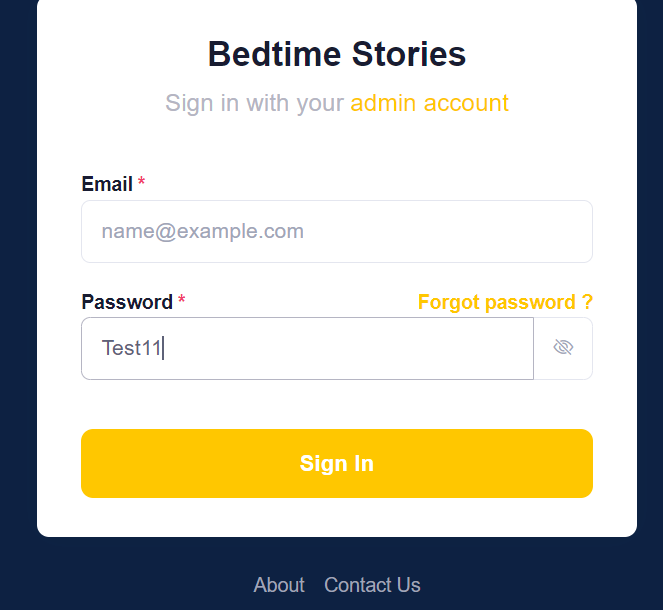 Bedtime Stories
Sign in with your admin account
Email *
name@example.com
Password * Forgot password ?
Test11
Sign In
About Contact Us